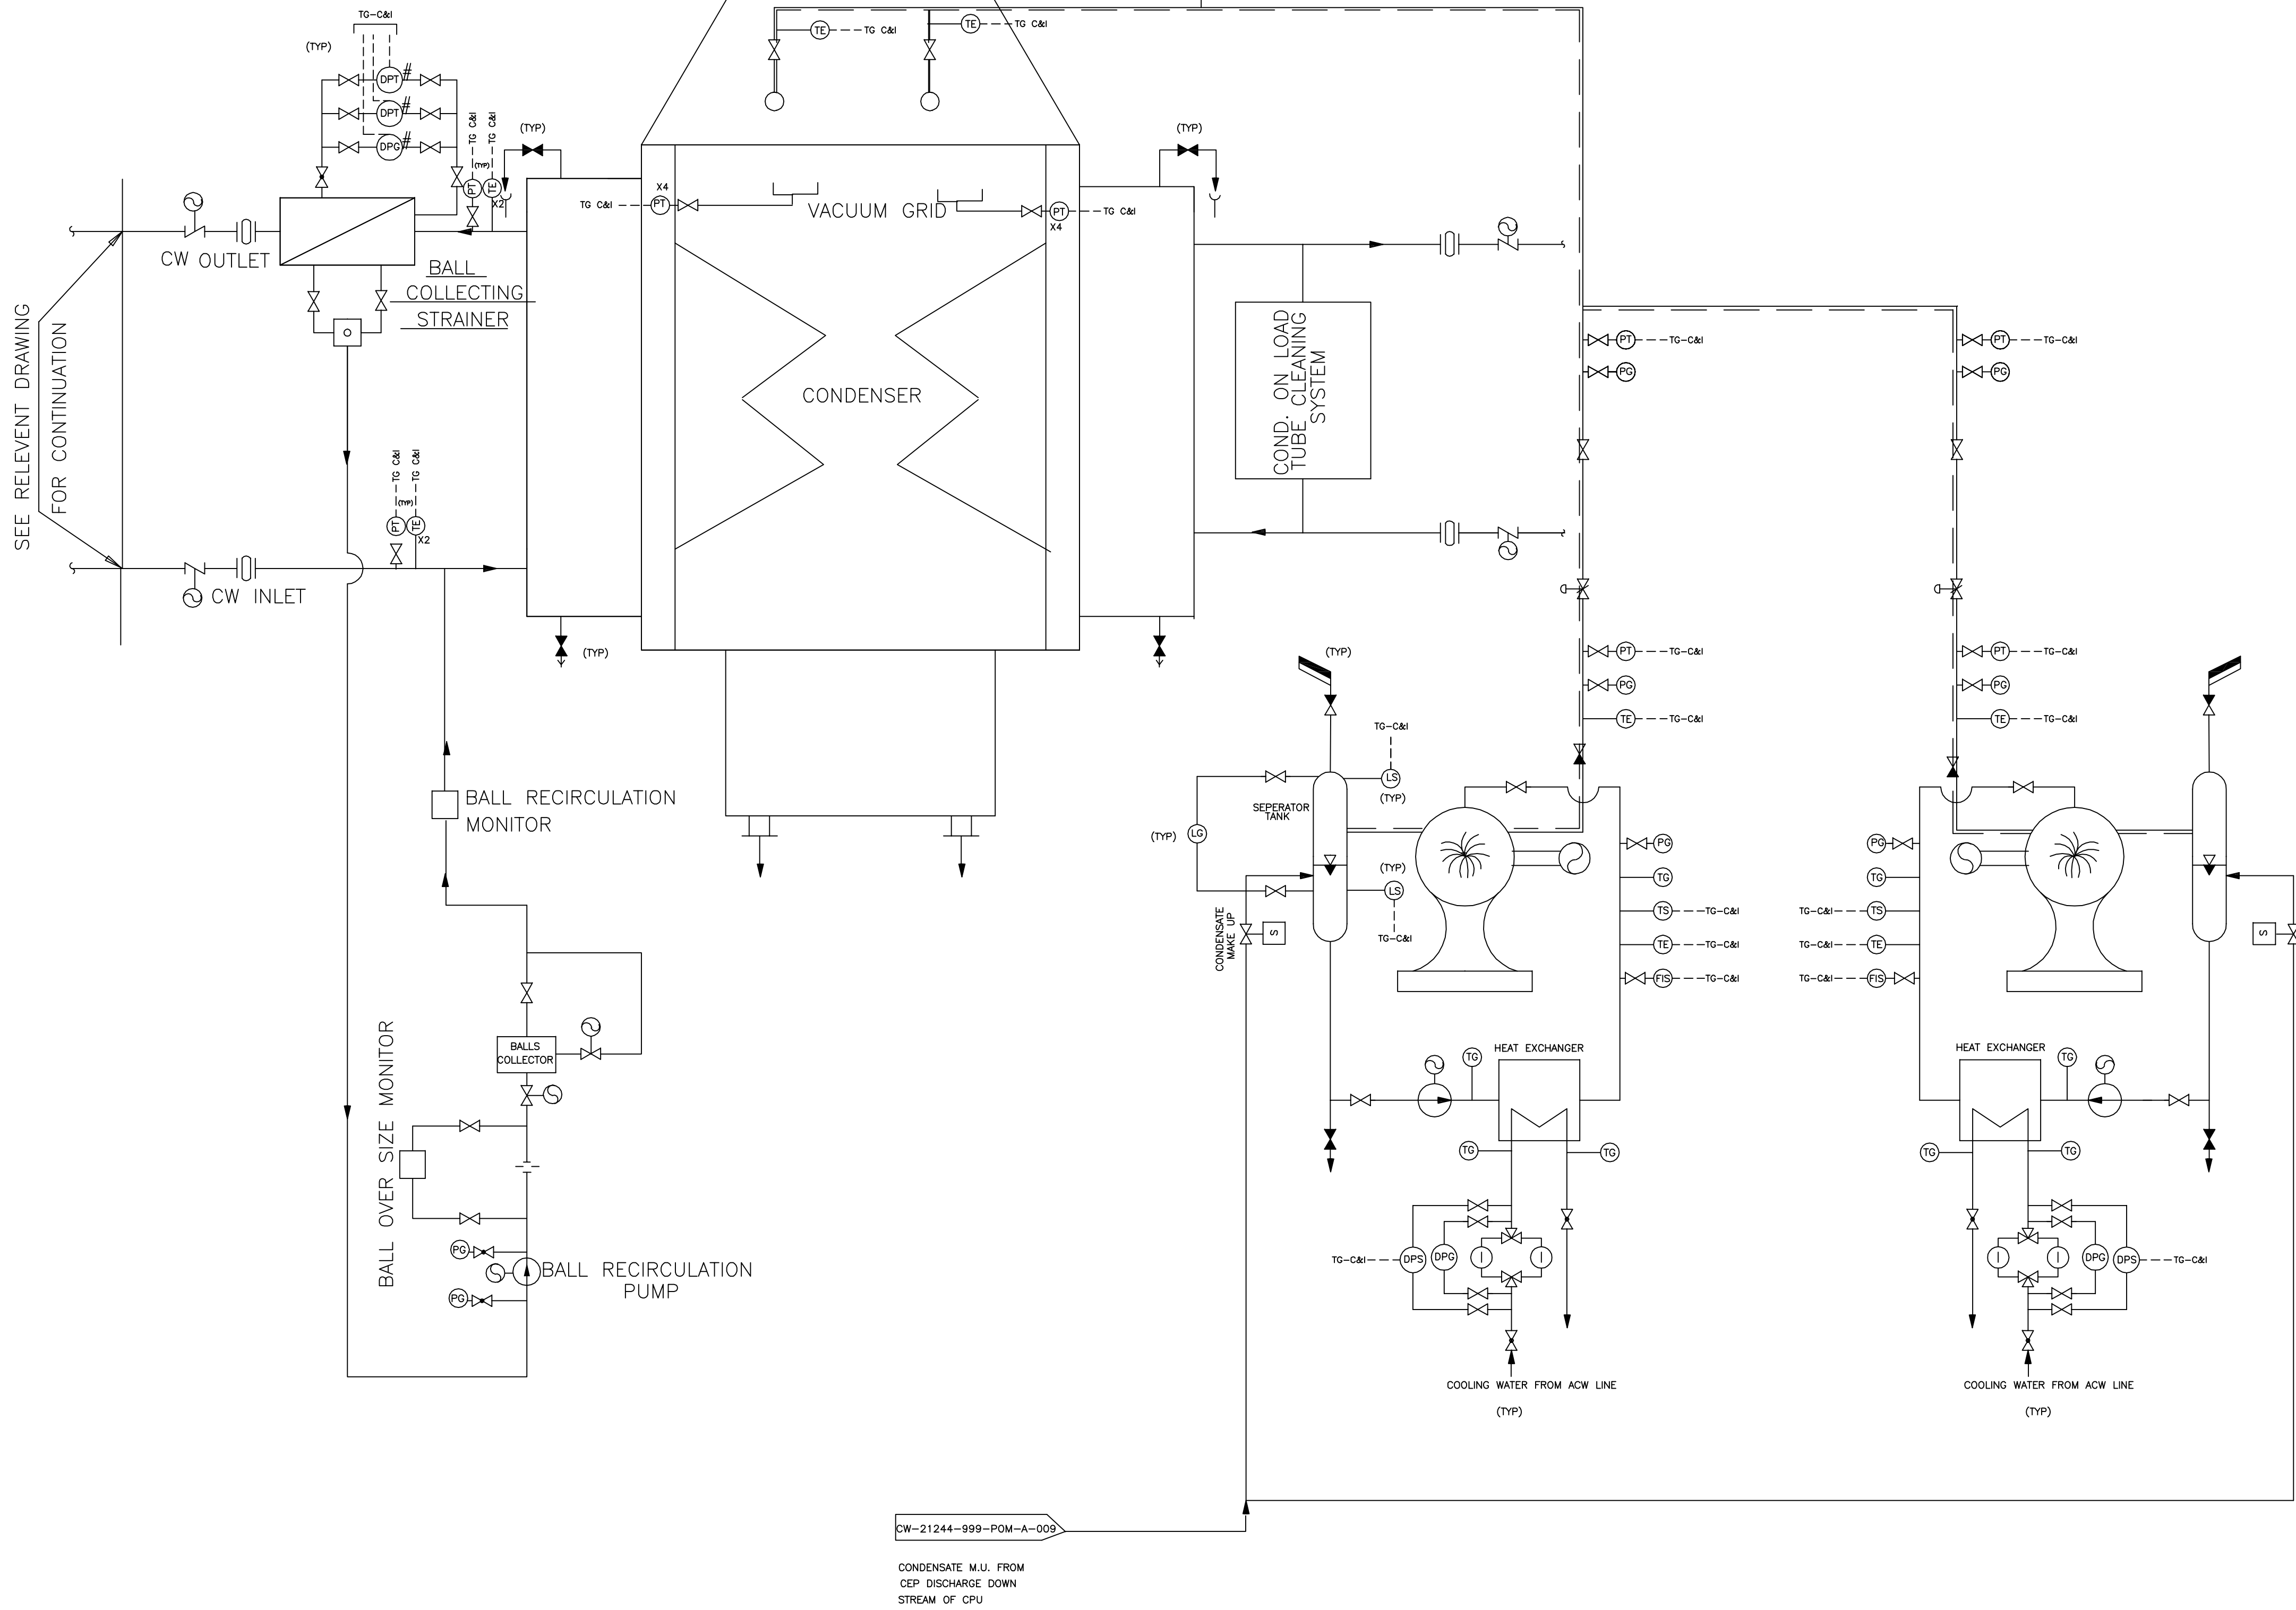 TG-C&I
(TYP)
DPT
#
DPT
#
DPG
#
TG C&I
TG C&I
(TYP)
PT
TE
X2
(TYP)
TE
TG C&I
TE
TG C&I
(TYP)
X4
TG C&I
PT
VACUUM GRID
PT
TG C&I
X4
CW OUTLET
BALL
COLLECTING
STRAINER
SEE RELEVENT DRAWING
FOR CONTINUATION
CONDENSER
COND. ON LOAD
TUBE CLEANING
SYSTEM
PT
TG-C&I
PG
PT
TG-C&I
PG
TG C&I
TG C&I
(TYP)
PT
TE
X2
CW INLET
(TYP)
(TYP)
PT
TG-C&I
PG
TE
TG-C&I
PT
TG-C&I
PG
TE
TG-C&I
TG-C&I
LS
(TYP)
SEPERATOR
TANK
(TYP)
LG
(TYP)
LS
TG-C&I
CONDENSATE
MAKE UP
S
PG
TG
TS
TG-C&I
TE
TG-C&I
FIS
TG-C&I
PG
TG
TG-C&I
TS
TG-C&I
TE
TG-C&I
FIS
S
BALL RECIRCULATION
MONITOR
BALLS
COLLECTOR
BALL OVER SIZE MONITOR
PG
PG
BALL RECIRCULATION
PUMP
TG
HEAT EXCHANGER
TG
TG
TG-C&I
DPS
DPG
I
I
COOLING WATER FROM ACW LINE
(TYP)
HEAT EXCHANGER
TG
TG
TG
I
I
DPG
DPS
TG-C&I
COOLING WATER FROM ACW LINE
(TYP)
CW-21244-999-POM-A-009
CONDENSATE M.U. FROM
CEP DISCHARGE DOWN
STREAM OF CPU